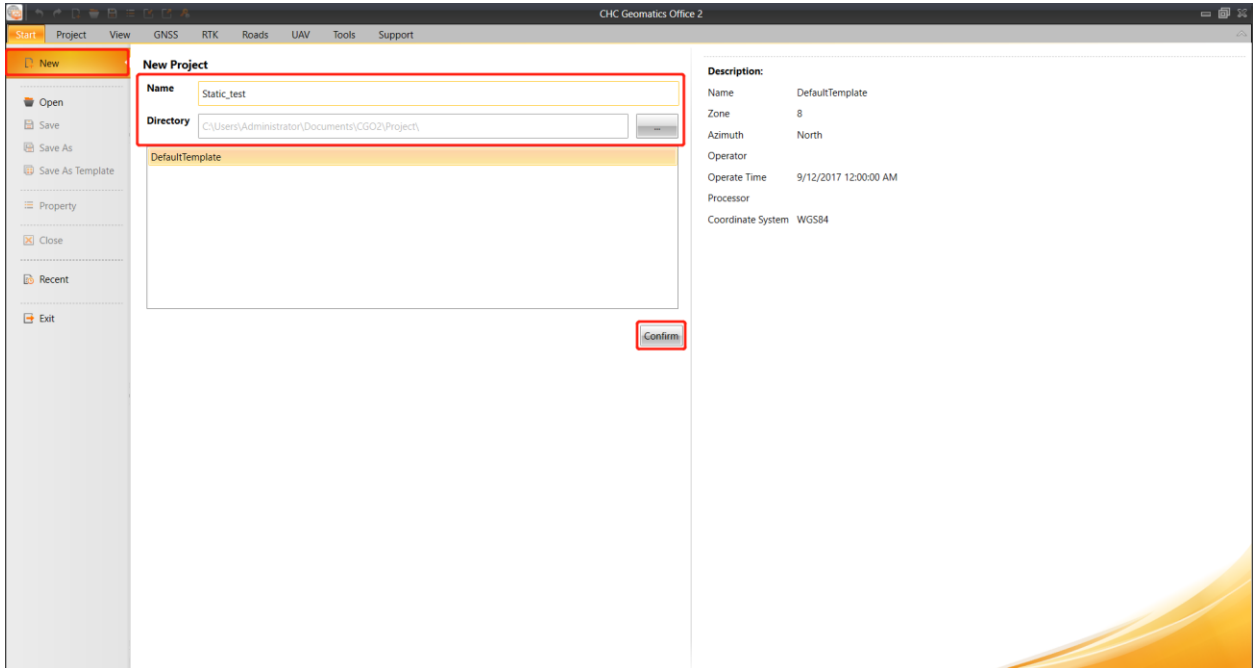 CHC Geomatics Office 2
Start Project View GNSS RTK Roads UAV Tools Support
New
Open
Save
Save As
Save As Template
Property
Close
Recent
Exit
New Project
Name Static_test
Directory C:\Users\Administrator\Documents\CGO2\Project\ ...
DefaultTemplate
Confirm
Description:
Name DefaultTemplate
Zone 8
Azimuth North
Operator
Operate Time 9/12/2017 12:00:00 AM
Processor
Coordinate System WGS84